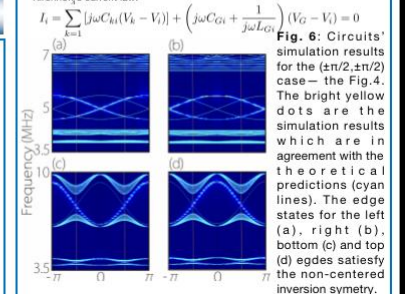 I_i = \sum_{k=1} [jωC_{ki}(V_k − V_i)] + (jωC_{Gi} + \frac{1}{jωL_{Gi}}) (V_G − V_i) = 0
Fig. 6: Circuits'
simulation results
for the (±π/2,±π/2)
case— the Fig.4.
The bright yellow
dots are the
simulation results
which are in
agreement with the
theoretical
predictions (cyan
lines). The edge
states for the left
(a), right (b),
bottom (c) and top
(d) egdes satiesfy
the non-centered
inversion symetry.
Frequency (MHz)
(a) (b)
7
5
3.5
(c) (d)
10
3.5
-π 0 π -π 0 π